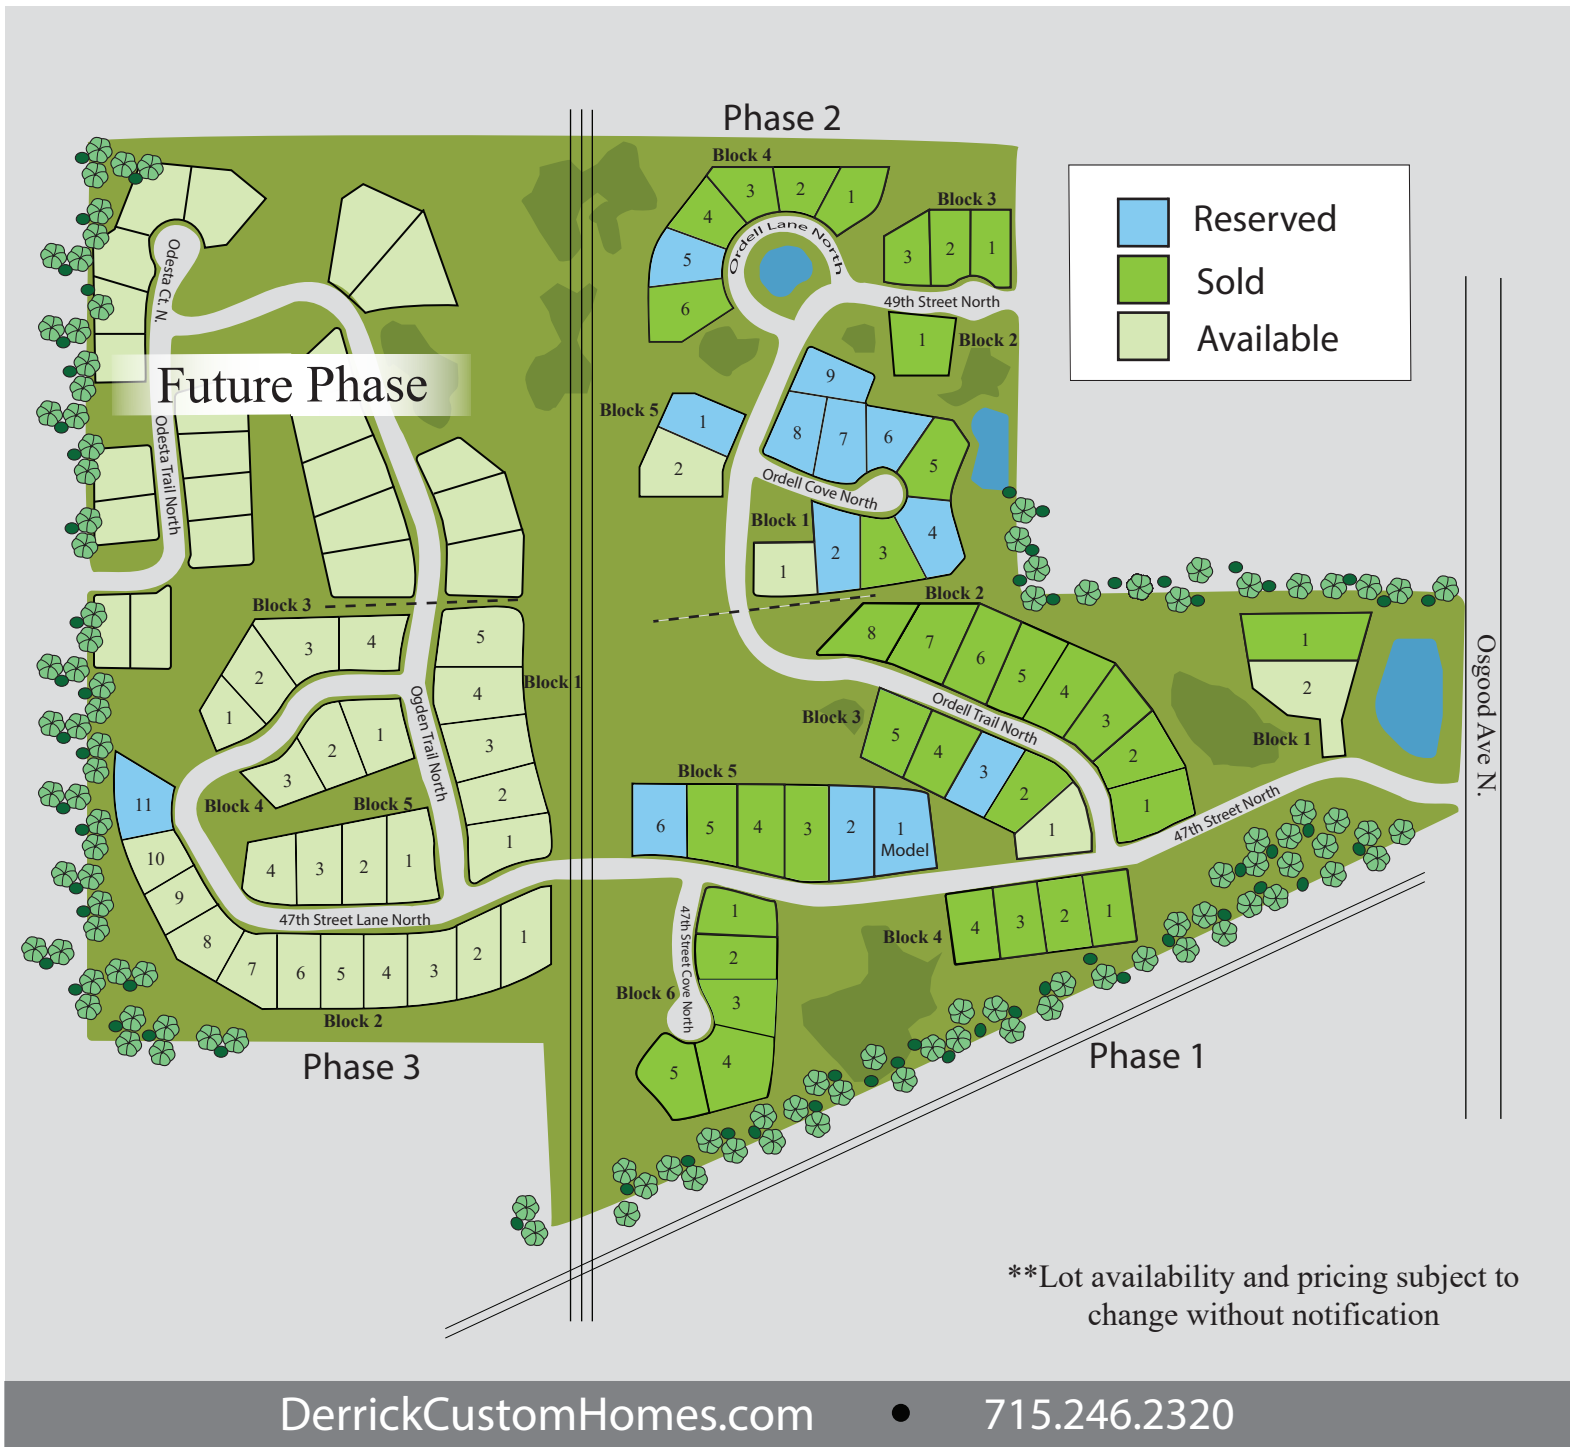 Phase 2
Block 4
3
2
1
4
5
6
Ordell Lane North
Block 3
3
2
1
49th Street North
1
Block 2
Reserved
Sold
Available
Odesta Ct. N.
Future Phase
Odesta Trail North
Block 5
1
2
9
8
7
6
5
Ordell Cove North
Block 1
1
2
3
4
Block 3
1
2
3
4
5
4
3
2
1
Block 1
Ogden Trail North
3
2
1
Block 4
Block 5
4
3
2
1
11
10
9
8
7
6
5
4
3
2
1
47th Street Lane North
Block 2
Phase 3
Block 2
8
7
6
5
4
3
2
1
Ordell Trail North
Block 3
5
4
3
2
1
1
2
Block 1
Osgood Ave N.
47th Street North
Block 5
6
5
4
3
2
1
Model
Block 4
4
3
2
1
Block 6
47th Street Cove North
1
2
3
4
5
Phase 1
**Lot availability and pricing subject to
change without notification
DerrickCustomHomes.com • 715.246.2320